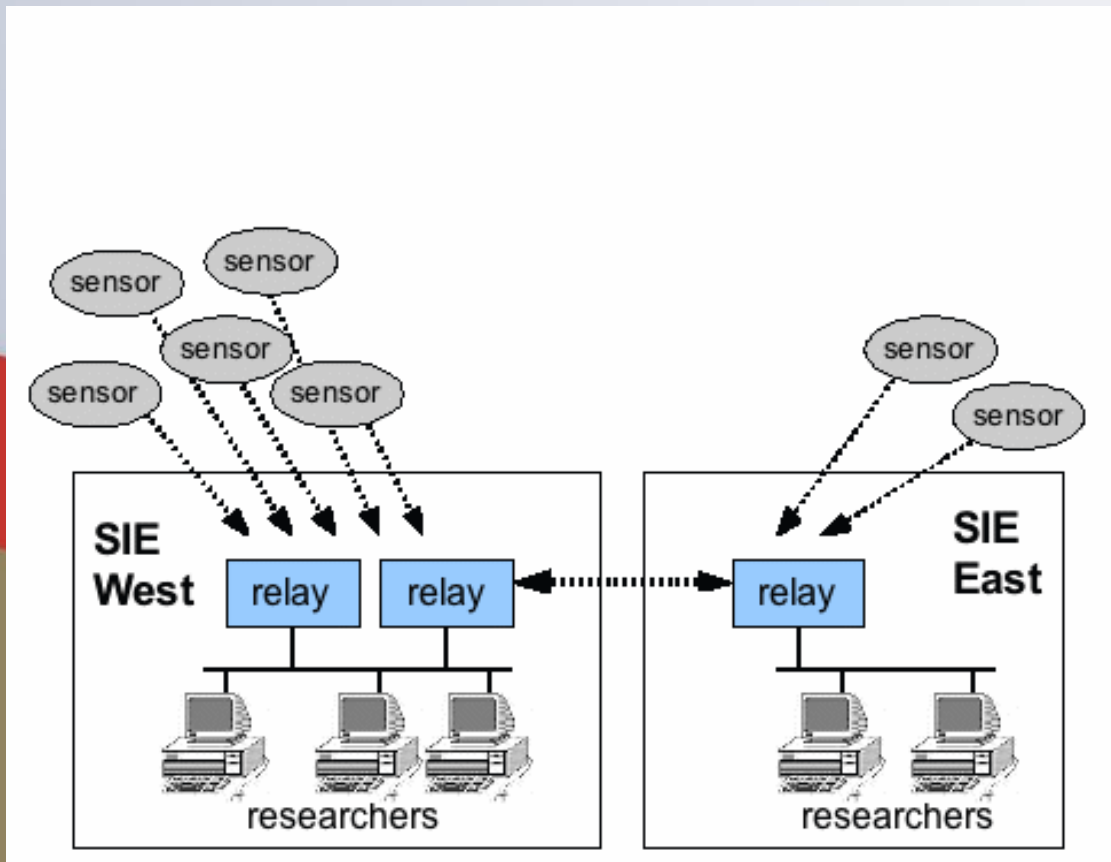 sensor
sensor
sensor
sensor
sensor
sensor
sensor
SIE
West
relay
relay
relay
SIE
East
researchers
researchers